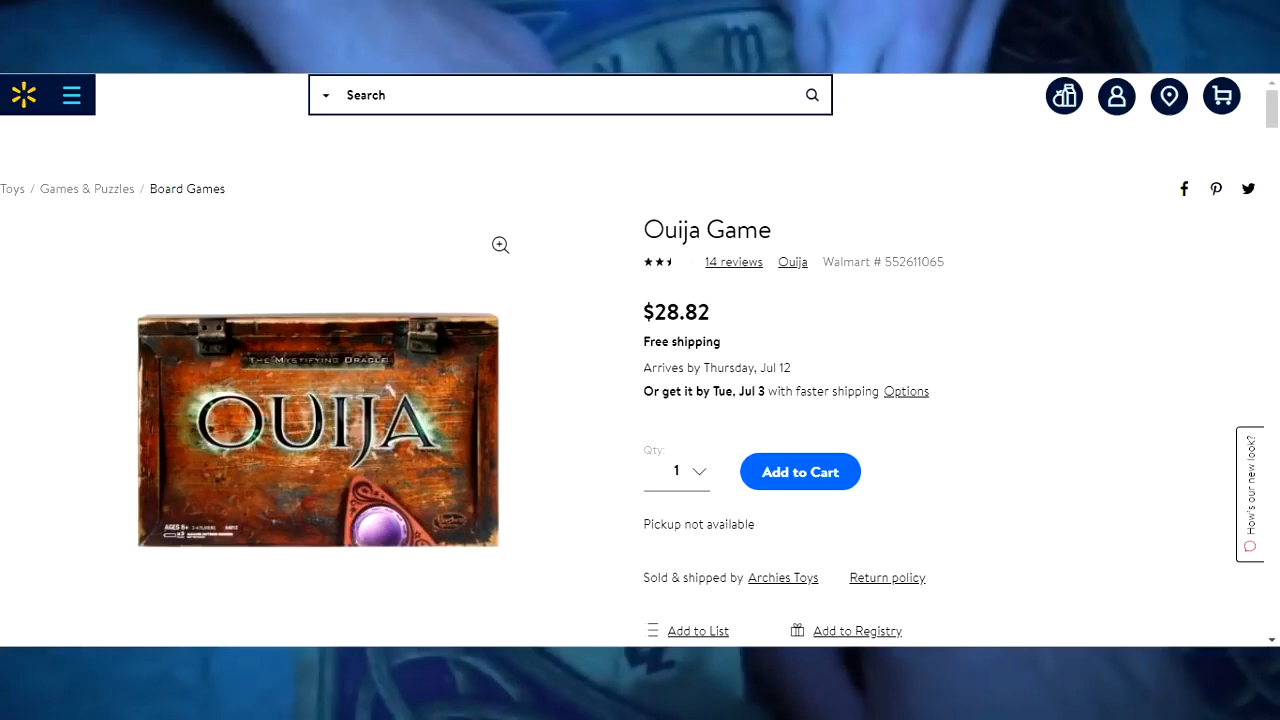 Search
Toys / Games & Puzzles / Board Games
Ouija Game
14 reviews Ouija Walmart # 552611065
$28.82
Free shipping
Arrives by Thursday, Jul 12
Or get it by Tue, Jul 3 with faster shipping Options
THE MYSTIFYING ORACLE
OUIJA
AGES 8+
Qty:
1
Add to Cart
Pickup not available
Sold & shipped by Archies Toys Return policy
Add to List Add to Registry
How's our new look?